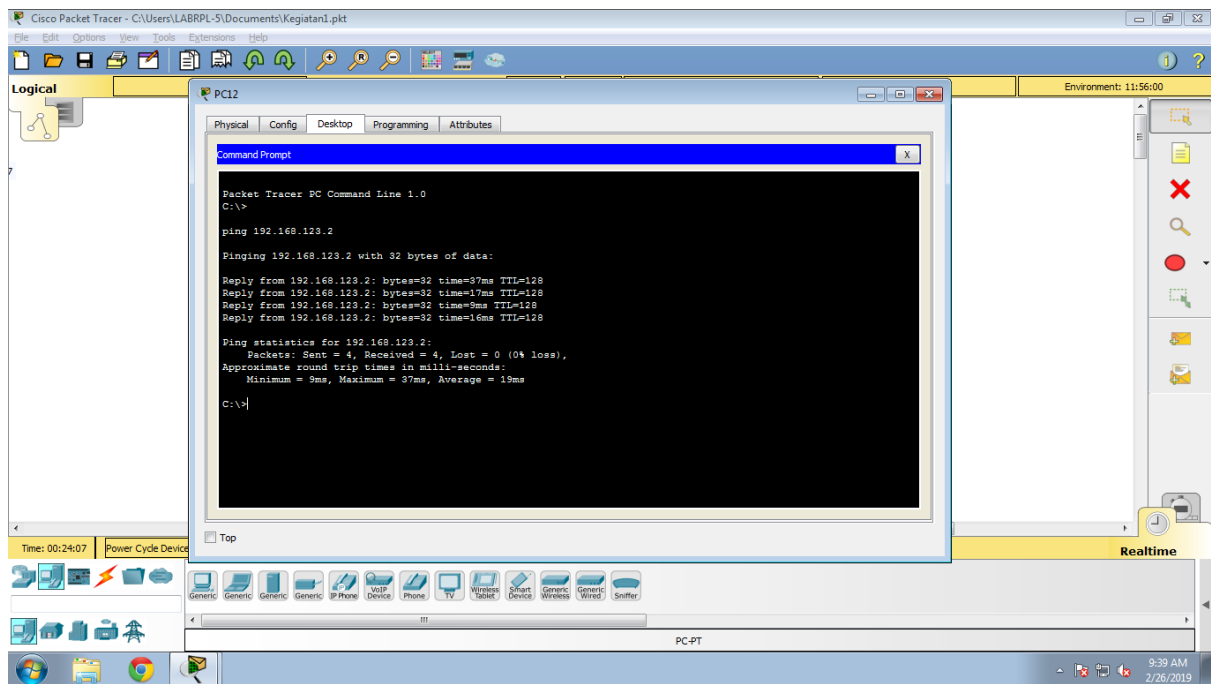 Cisco Packet Tracer - C:\Users\LABRPL-5\Documents\Kegiatan1.pkt
File Edit Options View Tools Extensions Help
Logical
Environment: 11:56:00
PC12
Physical Config Desktop Programming Attributes
Command Prompt
X
7
Packet Tracer PC Command Line 1.0
C:\>
ping 192.168.123.2
Pinging 192.168.123.2 with 32 bytes of data:
Reply from 192.168.123.2: bytes=32 time=37ms TTL=128
Reply from 192.168.123.2: bytes=32 time=17ms TTL=128
Reply from 192.168.123.2: bytes=32 time=9ms TTL=128
Reply from 192.168.123.2: bytes=32 time=16ms TTL=128
Ping statistics for 192.168.123.2:
Packets: Sent = 4, Received = 4, Lost = 0 (0% loss),
Approximate round trip times in milli-seconds:
Minimum = 9ms, Maximum = 37ms, Average = 19ms
C:\>
Top
Time: 00:24:07 Power Cycle Device
Realtime
Generic Generic Generic Generic IP Phone VoIP Device Phone TV Wireless Tablet Smart Device Generic Wireless Generic Wired Sniffer
PC-PT
9:39 AM
2/26/2019